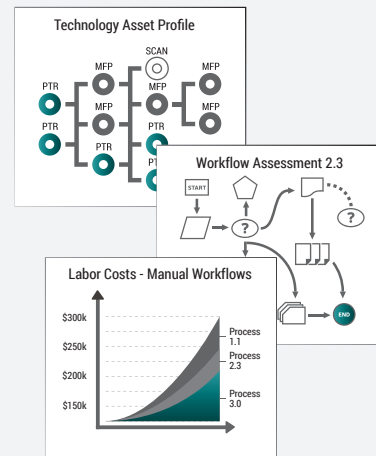 Technology Asset Profile
SCAN
MFP
MFP
PTR
MFP
MFP
MFP
PTR
PTR
PTR
Workflow Assessment 2.3
START
?
?
END
Labor Costs - Manual Workflows
$300k
$250k
$200k
$150k
Process
1.1
Process
2.3
Process
3.0